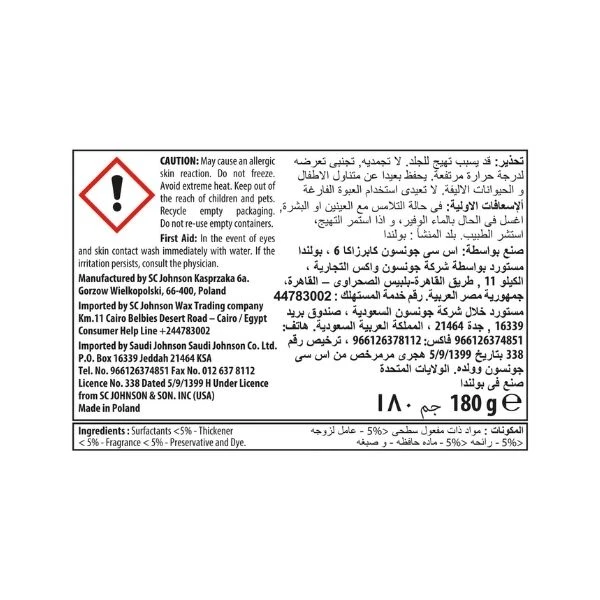 CAUTION: May cause an allergic
skin reaction. Do not freeze.
Avoid extreme heat. Keep out of
the reach of children and pets.
Recycle empty packaging.
Do not re-use empty containers.
First Aid: In the event of eyes
and skin contact wash immediately with water. If the
irritation persists, consult the physician.
Manufactured by SC Johnson Kasprzaka 6a.
Gorzow Wielkopolski, 66-400, Poland
Imported by SC Johnson Wax Trading company
Km.11 Cairo Belbies Desert Road – Cairo / Egypt
Consumer Help Line +244783002
Imported by Saudi Johnson Saudi Johnson Co. Ltd.
P.O. Box 16339 Jeddah 21464 KSA
Tel. No. 966126374851 Fax No. 012 637 8112
Licence No. 338 Dated 5/9/1399 H Under Licence
from SC JOHNSON & SON. INC (USA)
Made in Poland
تحذير: قد يسبب تهيج للجلد. لا تجمديه, تجنبى تعرضه
لدرجة حرارة مرتفعة. يحفظ بعيدا عن متناول الاطفال
و الحيوانات الاليفة. لا تعيدى استخدام العبوة الفارغة
الإسعافات الاولية: فى حالة التلامس مع العينين او البشرة,
اغسل في الحال بالماء الوفير, و اذا استمر التهيج,
استشر الطبيب. بلد المنشأ : بولندا
صنع بواسطة: اس سى جونسون كابرزاكا 6 ، بولندا
مستورد بواسطة شركة جونسون واكس التجارية ،
الكيلو 11 , طريق القاهرة-بلبيس الصحراوى – القاهرة,
جمهورية مصر العربية. رقم خدمة المستهلك : 44783002
مستورد خلال شركة جونسون السعودية ، صندوق بريد
16339 , جدة 21464 ، المملكة العربية السعودية. هاتف:
966126374851 فاكس: 966126378112 ، ترخيص رقم
338 بتاريخ 5/9/1399 هجرى مرمرخص من اس سى
جونسون وولده. الولايات المتحدة
صنع فى بولندا
١٨٠ جم 180 g ℮
Ingredients : Surfactants <5% - Thickener
< 5% - Fragrance < 5% - Preservative and Dye.
المكونات : مواد ذات مفعول سطحي <5% - عامل لزوجه
<5% - رائحه <5% - ماده حافظه - و صبغه